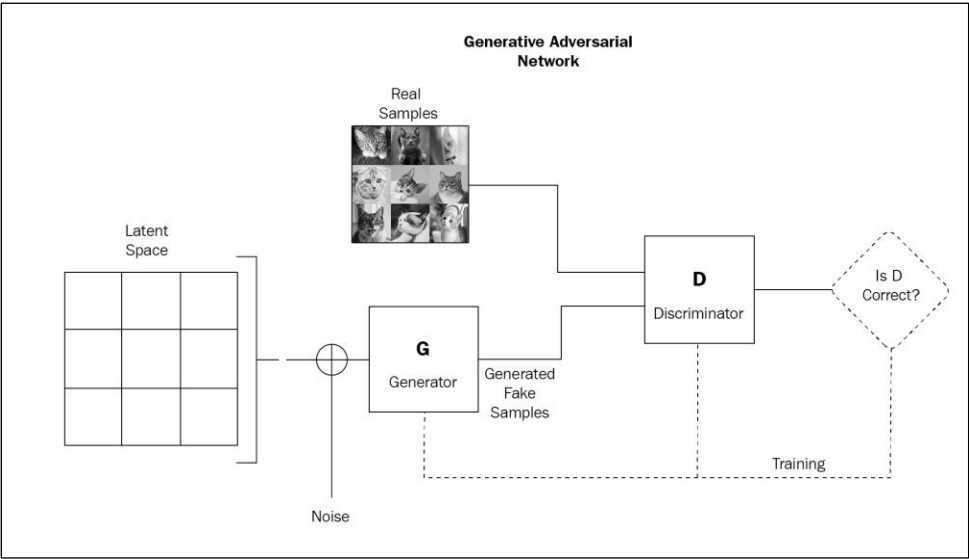 Generative Adversarial
Network
Real
Samples
Latent
Space
G
Generator
Generated
Fake
Samples
D
Discriminator
Is D
Correct?
Training
Noise